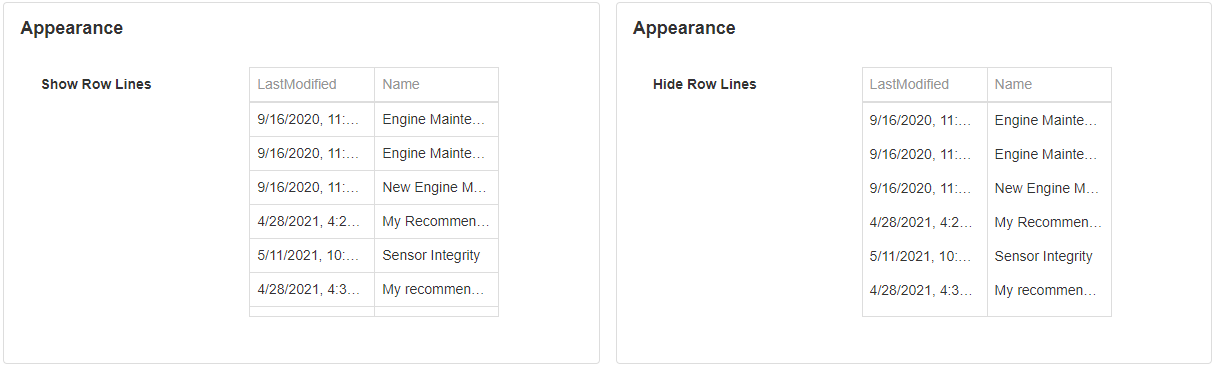 Appearance
Show Row Lines
LastModified Name
9/16/2020, 11:... Engine Mainte...
9/16/2020, 11:... Engine Mainte...
9/16/2020, 11:... New Engine M...
4/28/2021, 4:2... My Recommen...
5/11/2021, 10:... Sensor Integrity
4/28/2021, 4:3... My recommen...
Appearance
Hide Row Lines
LastModified Name
9/16/2020, 11:... Engine Mainte...
9/16/2020, 11:... Engine Mainte...
9/16/2020, 11:... New Engine M...
4/28/2021, 4:2... My Recommen...
5/11/2021, 10:... Sensor Integrity
4/28/2021, 4:3... My recommen...